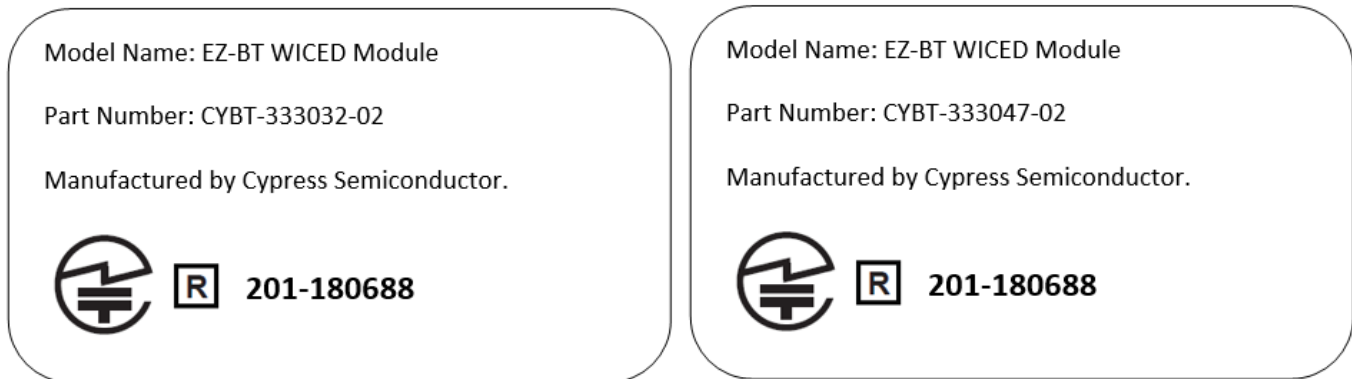 Model Name: EZ-BT WICED Module
Part Number: CYBT-333032-02
Manufactured by Cypress Semiconductor.
R 201-180688
Model Name: EZ-BT WICED Module
Part Number: CYBT-333047-02
Manufactured by Cypress Semiconductor.
R 201-180688